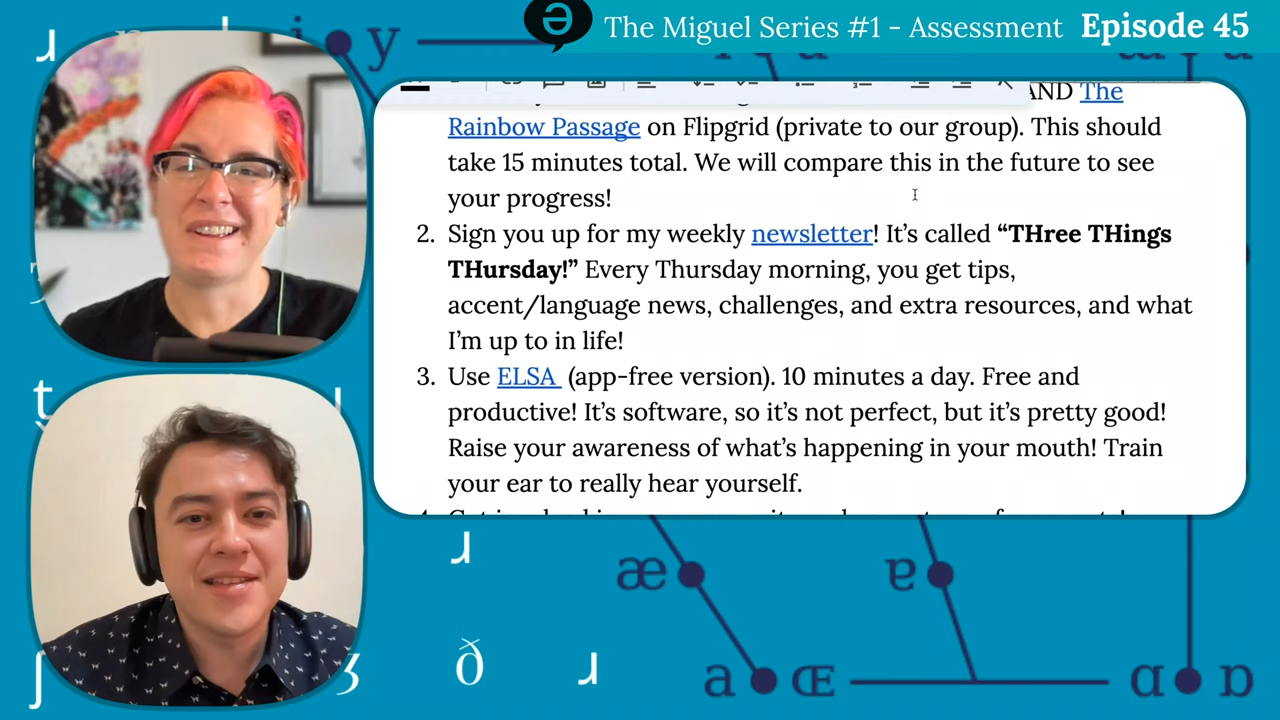 The Miguel Series #1 - Assessment Episode 45
AND The
Rainbow Passage on Flipgrid (private to our group). This should
take 15 minutes total. We will compare this in the future to see
your progress!
2. Sign you up for my weekly newsletter! It’s called “THree THings
THursday!” Every Thursday morning, you get tips,
accent/language news, challenges, and extra resources, and what
I’m up to in life!
3. Use ELSA (app-free version). 10 minutes a day. Free and
productive! It’s software, so it’s not perfect, but it’s pretty good!
Raise your awareness of what’s happening in your mouth! Train
your ear to really hear yourself.
ə
ɹ
i y
ɹ
æ ɐ
ʃ ʒ ð ɹ a Œ ɑ ɒ